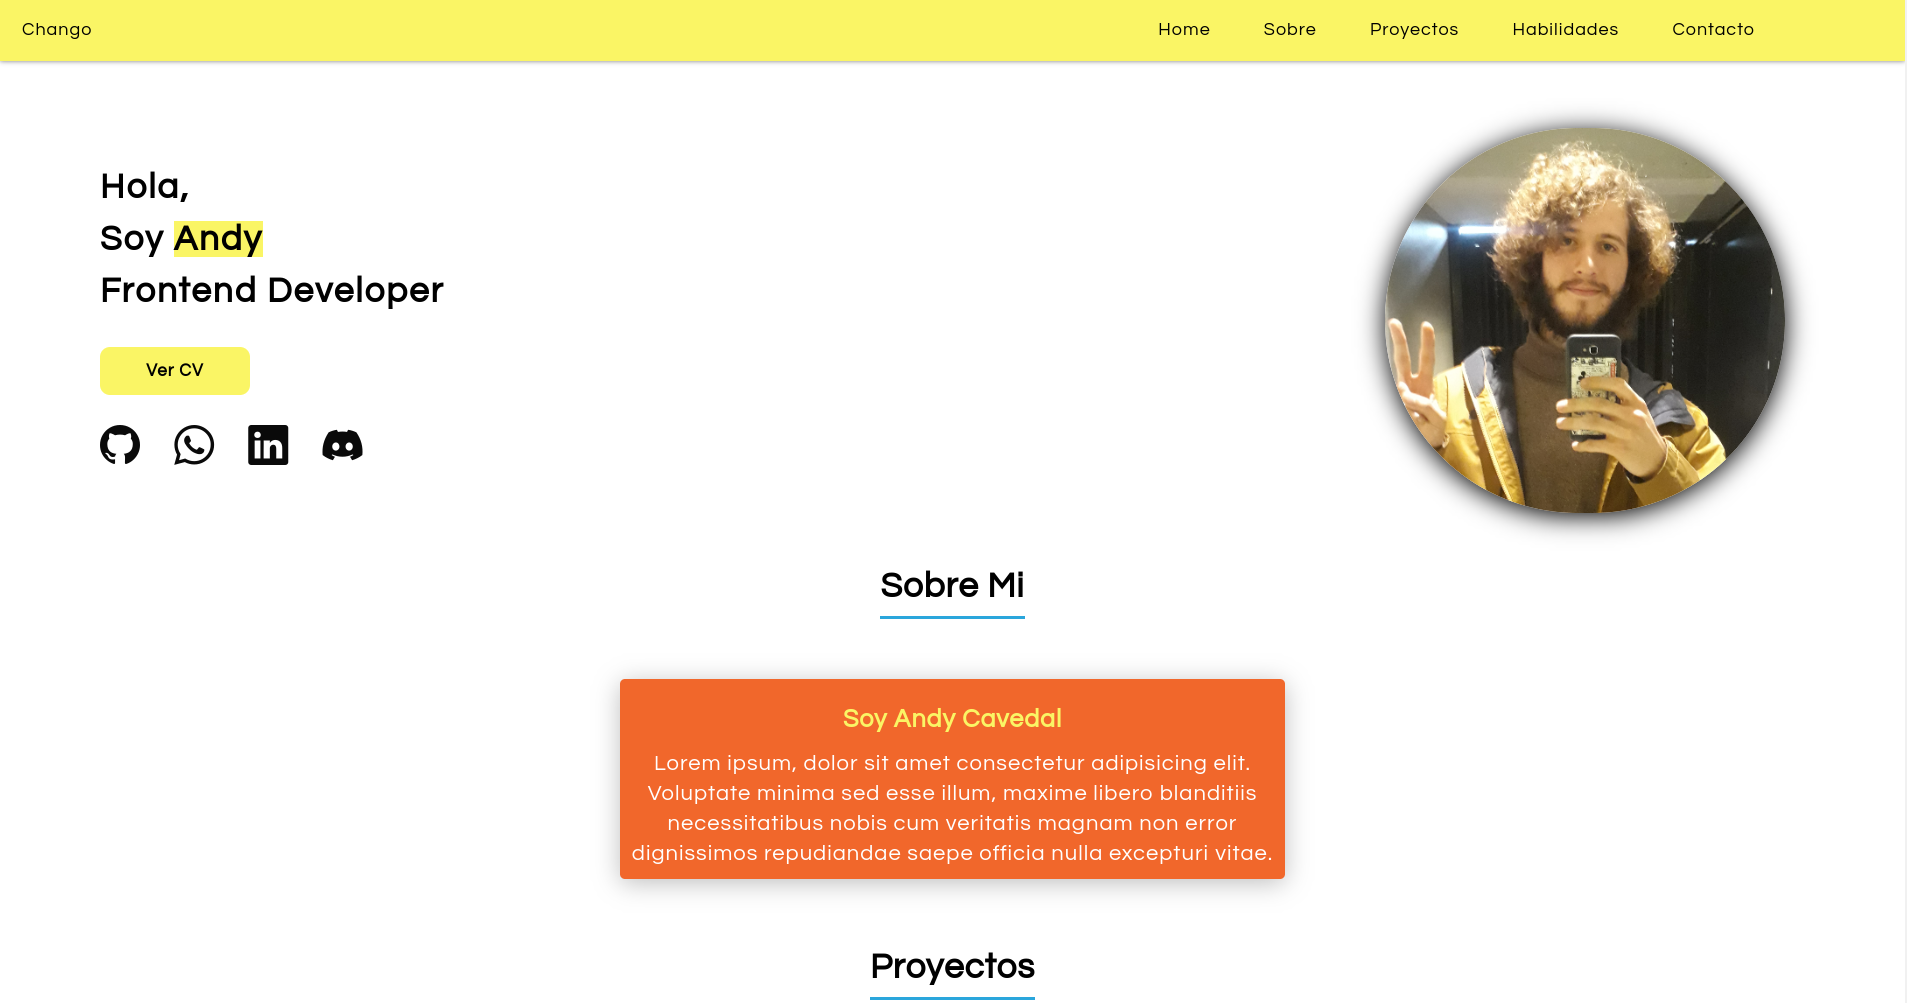 Chango
Home
Sobre
Proyectos
Habilidades
Contacto
Hola,
Soy Andy
Frontend Developer
Ver CV
in
Sobre Mi
Soy Andy Cavedal
Lorem ipsum, dolor sit amet consectetur adipisicing elit.
Voluptate minima sed esse illum, maxime libero blanditiis
necessitatibus nobis cum veritatis magnam non error
dignissimos repudiandae saepe officia nulla excepturi vitae.
Proyectos